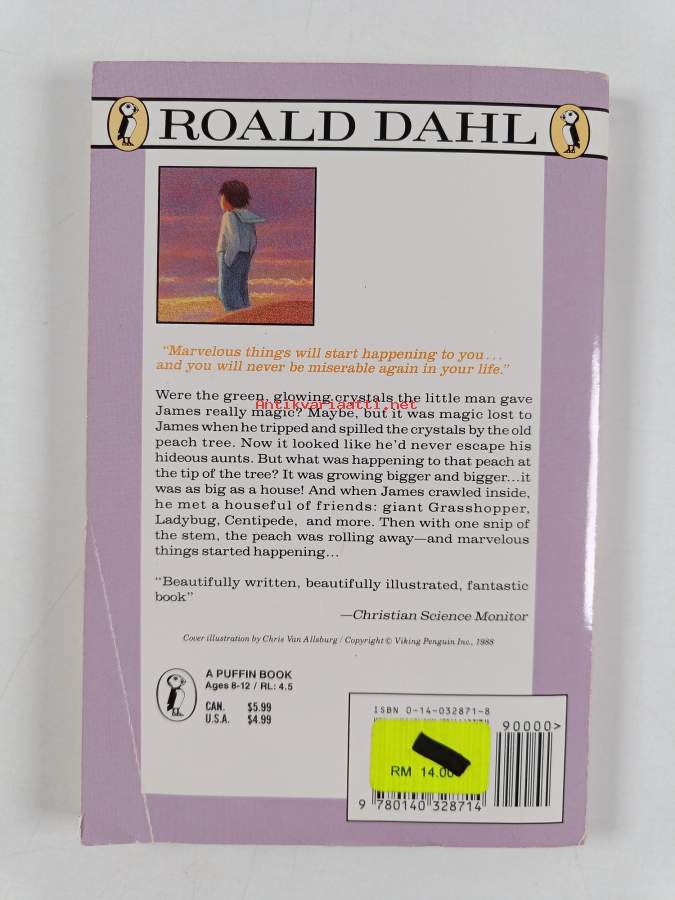 ROALD DAHL
“Marvelous things will start happening to you...
and you will never be miserable again in your life.”
Were the green, glowing crystals the little man gave
Antikvariaatti.net
James really magic? Maybe, but it was magic lost to
James when he tripped and spilled the crystals by the old
peach tree. Now it looked like he’d never escape his
hideous aunts. But what was happening to that peach at
the tip of the tree? It was growing bigger and bigger...it
was as big as a house! And when James crawled inside,
he met a houseful of friends: giant Grasshopper,
Ladybug, Centipede, and more. Then with one snip of
the stem, the peach was rolling away—and marvelous
things started happening...
“Beautifully written, beautifully illustrated, fantastic
book”
—Christian Science Monitor
Cover illustration by Chris Van Allsburg / Copyright © Viking Penguin Inc., 1988
A PUFFIN BOOK
Ages 8-12 / RL: 4.5
CAN. $5.99
U.S.A. $4.99
ISBN 0-14-032871-8
90000>
RM 14.00
9 780140 328714